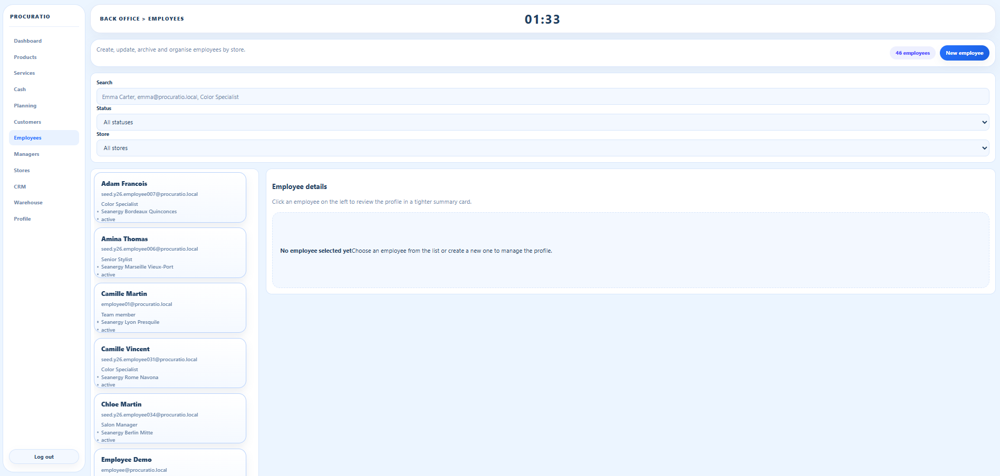 PROCURATIO
Dashboard
Products
Services
Cash
Planning
Customers
Employees
Managers
Stores
CRM
Warehouse
Profile
Log out
BACK OFFICE > EMPLOYEES
01:33
Create, update, archive and organise employees by store.
46 employees
New employee
Search
Emma Carter, emma@procuratio.local, Color Specialist
Status
All statuses
Store
All stores
Adam Francois
seed.y26.employee007@procuratio.local
Color Specialist
• Seanergy Bordeaux Quinconces
• active
Amina Thomas
seed.y26.employee006@procuratio.local
Senior Stylist
• Seanergy Marseille Vieux-Port
• active
Camille Martin
employee01@procuratio.local
Team member
• Seanergy Lyon Presquile
• active
Camille Vincent
seed.y26.employee031@procuratio.local
Color Specialist
• Seanergy Rome Navona
• active
Chloe Martin
seed.y26.employee034@procuratio.local
Salon Manager
• Seanergy Berlin Mitte
• active
Employee Demo
employee@procuratio.local
Employee details
Click an employee on the left to review the profile in a tighter summary card.
No employee selected yetChoose an employee from the list or create a new one to manage the profile.